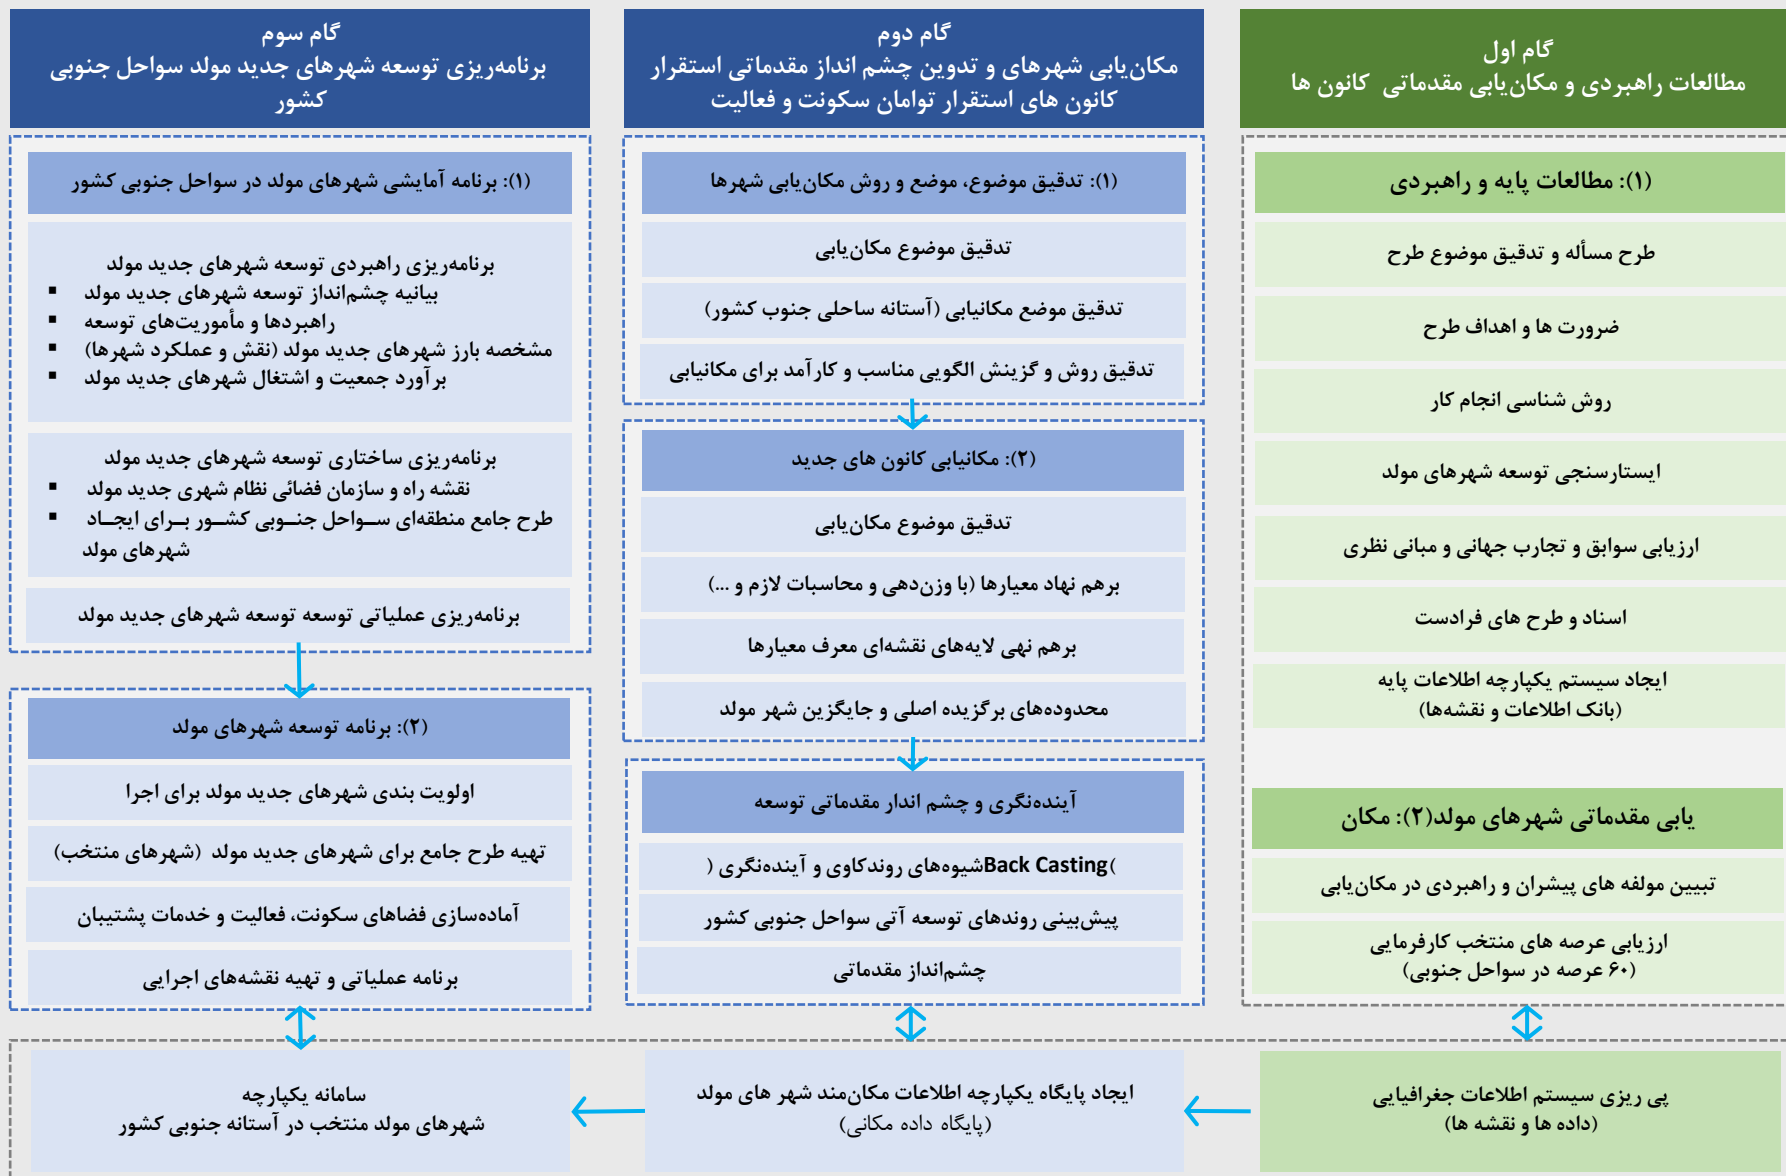 گام اول
مطالعات راهبردی و مکان‌یابی مقدماتی کانون ها
(۱): مطالعات پایه و راهبردی
طرح مسأله و تدقیق موضوع طرح
ضرورت ها و اهداف طرح
روش شناسی انجام کار
ایستارسنجی توسعه شهرهای مولد
ارزیابی سوابق و تجارب جهانی و مبانی نظری
اسناد و طرح های فرادست
ایجاد سیستم یکپارچه اطلاعات پایه
(بانک اطلاعات و نقشه‌ها)
یابی مقدماتی شهرهای مولد(۲): مکان
تبیین مولفه های پیشران و راهبردی در مکان‌یابی
ارزیابی عرصه های منتخب کارفرمایی
(۶۰ عرصه در سواحل جنوبی)
پی ریزی سیستم اطلاعات جغرافیایی
(داده ها و نقشه ها)
گام دوم
مکان‌یابی شهرهای و تدوین چشم انداز مقدماتی استقرار
کانون های استقرار توامان سکونت و فعالیت
(۱): تدقیق موضوع، موضع و روش مکان‌یابی شهرها
تدقیق موضوع مکان‌یابی
تدقیق موضع مکانیابی (آستانه ساحلی جنوب کشور)
تدقیق روش و گزینش الگویی مناسب و کارآمد برای مکانیابی
(۲): مکانیابی کانون های جدید
تدقیق موضوع مکان‌یابی
برهم نهاد معیارها (با وزن‌دهی و محاسبات لازم و ...)
برهم نهی لایه‌های نقشه‌ای معرف معیارها
محدوده‌های برگزیده اصلی و جایگزین شهر مولد
آینده‌نگری و چشم اندار مقدماتی توسعه
)Back Castingشیوه‌های روندکاوی و آینده‌نگری (
پیش‌بینی روندهای توسعه آتی سواحل جنوبی کشور
چشم‌انداز مقدماتی
ایجاد پایگاه یکپارچه اطلاعات مکان‌مند شهر های مولد
(پایگاه داده مکانی)
گام سوم
برنامه‌ریزی توسعه شهرهای جدید مولد سواحل جنوبی
کشور
(۱): برنامه آمایشی شهرهای مولد در سواحل جنوبی کشور
برنامه‌ریزی راهبردی توسعه شهرهای جدید مولد
▪ بیانیه چشم‌انداز توسعه شهرهای جدید مولد
▪ راهبردها و مأموریت‌های توسعه
▪ مشخصه بارز شهرهای جدید مولد (نقش و عملکرد شهرها)
▪ برآورد جمعیت و اشتغال شهرهای جدید مولد
برنامه‌ریزی ساختاری توسعه شهرهای جدید مولد
▪ نقشه راه و سازمان فضائی نظام شهری جدید مولد
▪ طرح جامع منطقه‌ای ســواحل جنــوبی کشــور بــرای ایجــاد
شهرهای مولد
برنامه‌ریزی عملیاتی توسعه توسعه شهرهای جدید مولد
(۲): برنامه توسعه شهرهای مولد
اولویت بندی شهرهای جدید مولد برای اجرا
تهیه طرح جامع برای شهرهای جدید مولد (شهرهای منتخب)
آماده‌سازی فضاهای سکونت، فعالیت و خدمات پشتیبان
برنامه عملیاتی و تهیه نقشه‌های اجرایی
سامانه یکپارچه
شهرهای مولد منتخب در آستانه جنوبی کشور